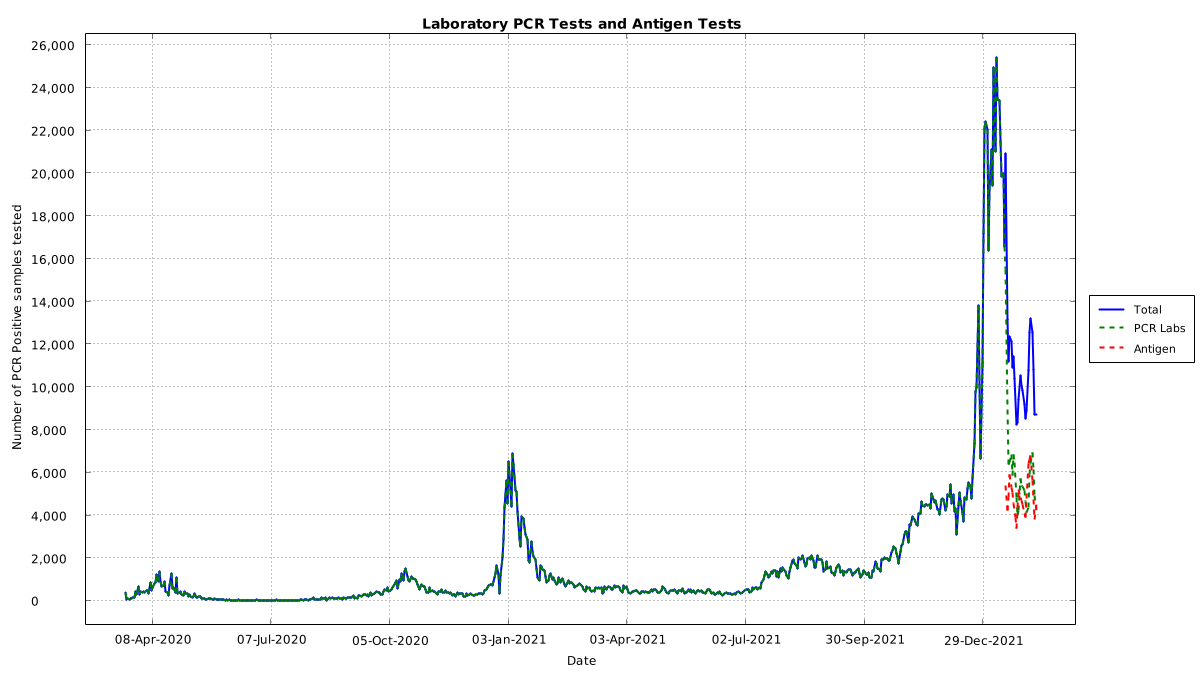 Laboratory PCR Tests and Antigen Tests
Number of PCR Positive samples tested
26,000
24,000
22,000
20,000
18,000
16,000
14,000
12,000
10,000
8,000
6,000
4,000
2,000
0
08-Apr-2020 07-Jul-2020 05-Oct-2020 03-Jan-2021 03-Apr-2021 02-Jul-2021 30-Sep-2021 29-Dec-2021
Date
Total
PCR Labs
Antigen